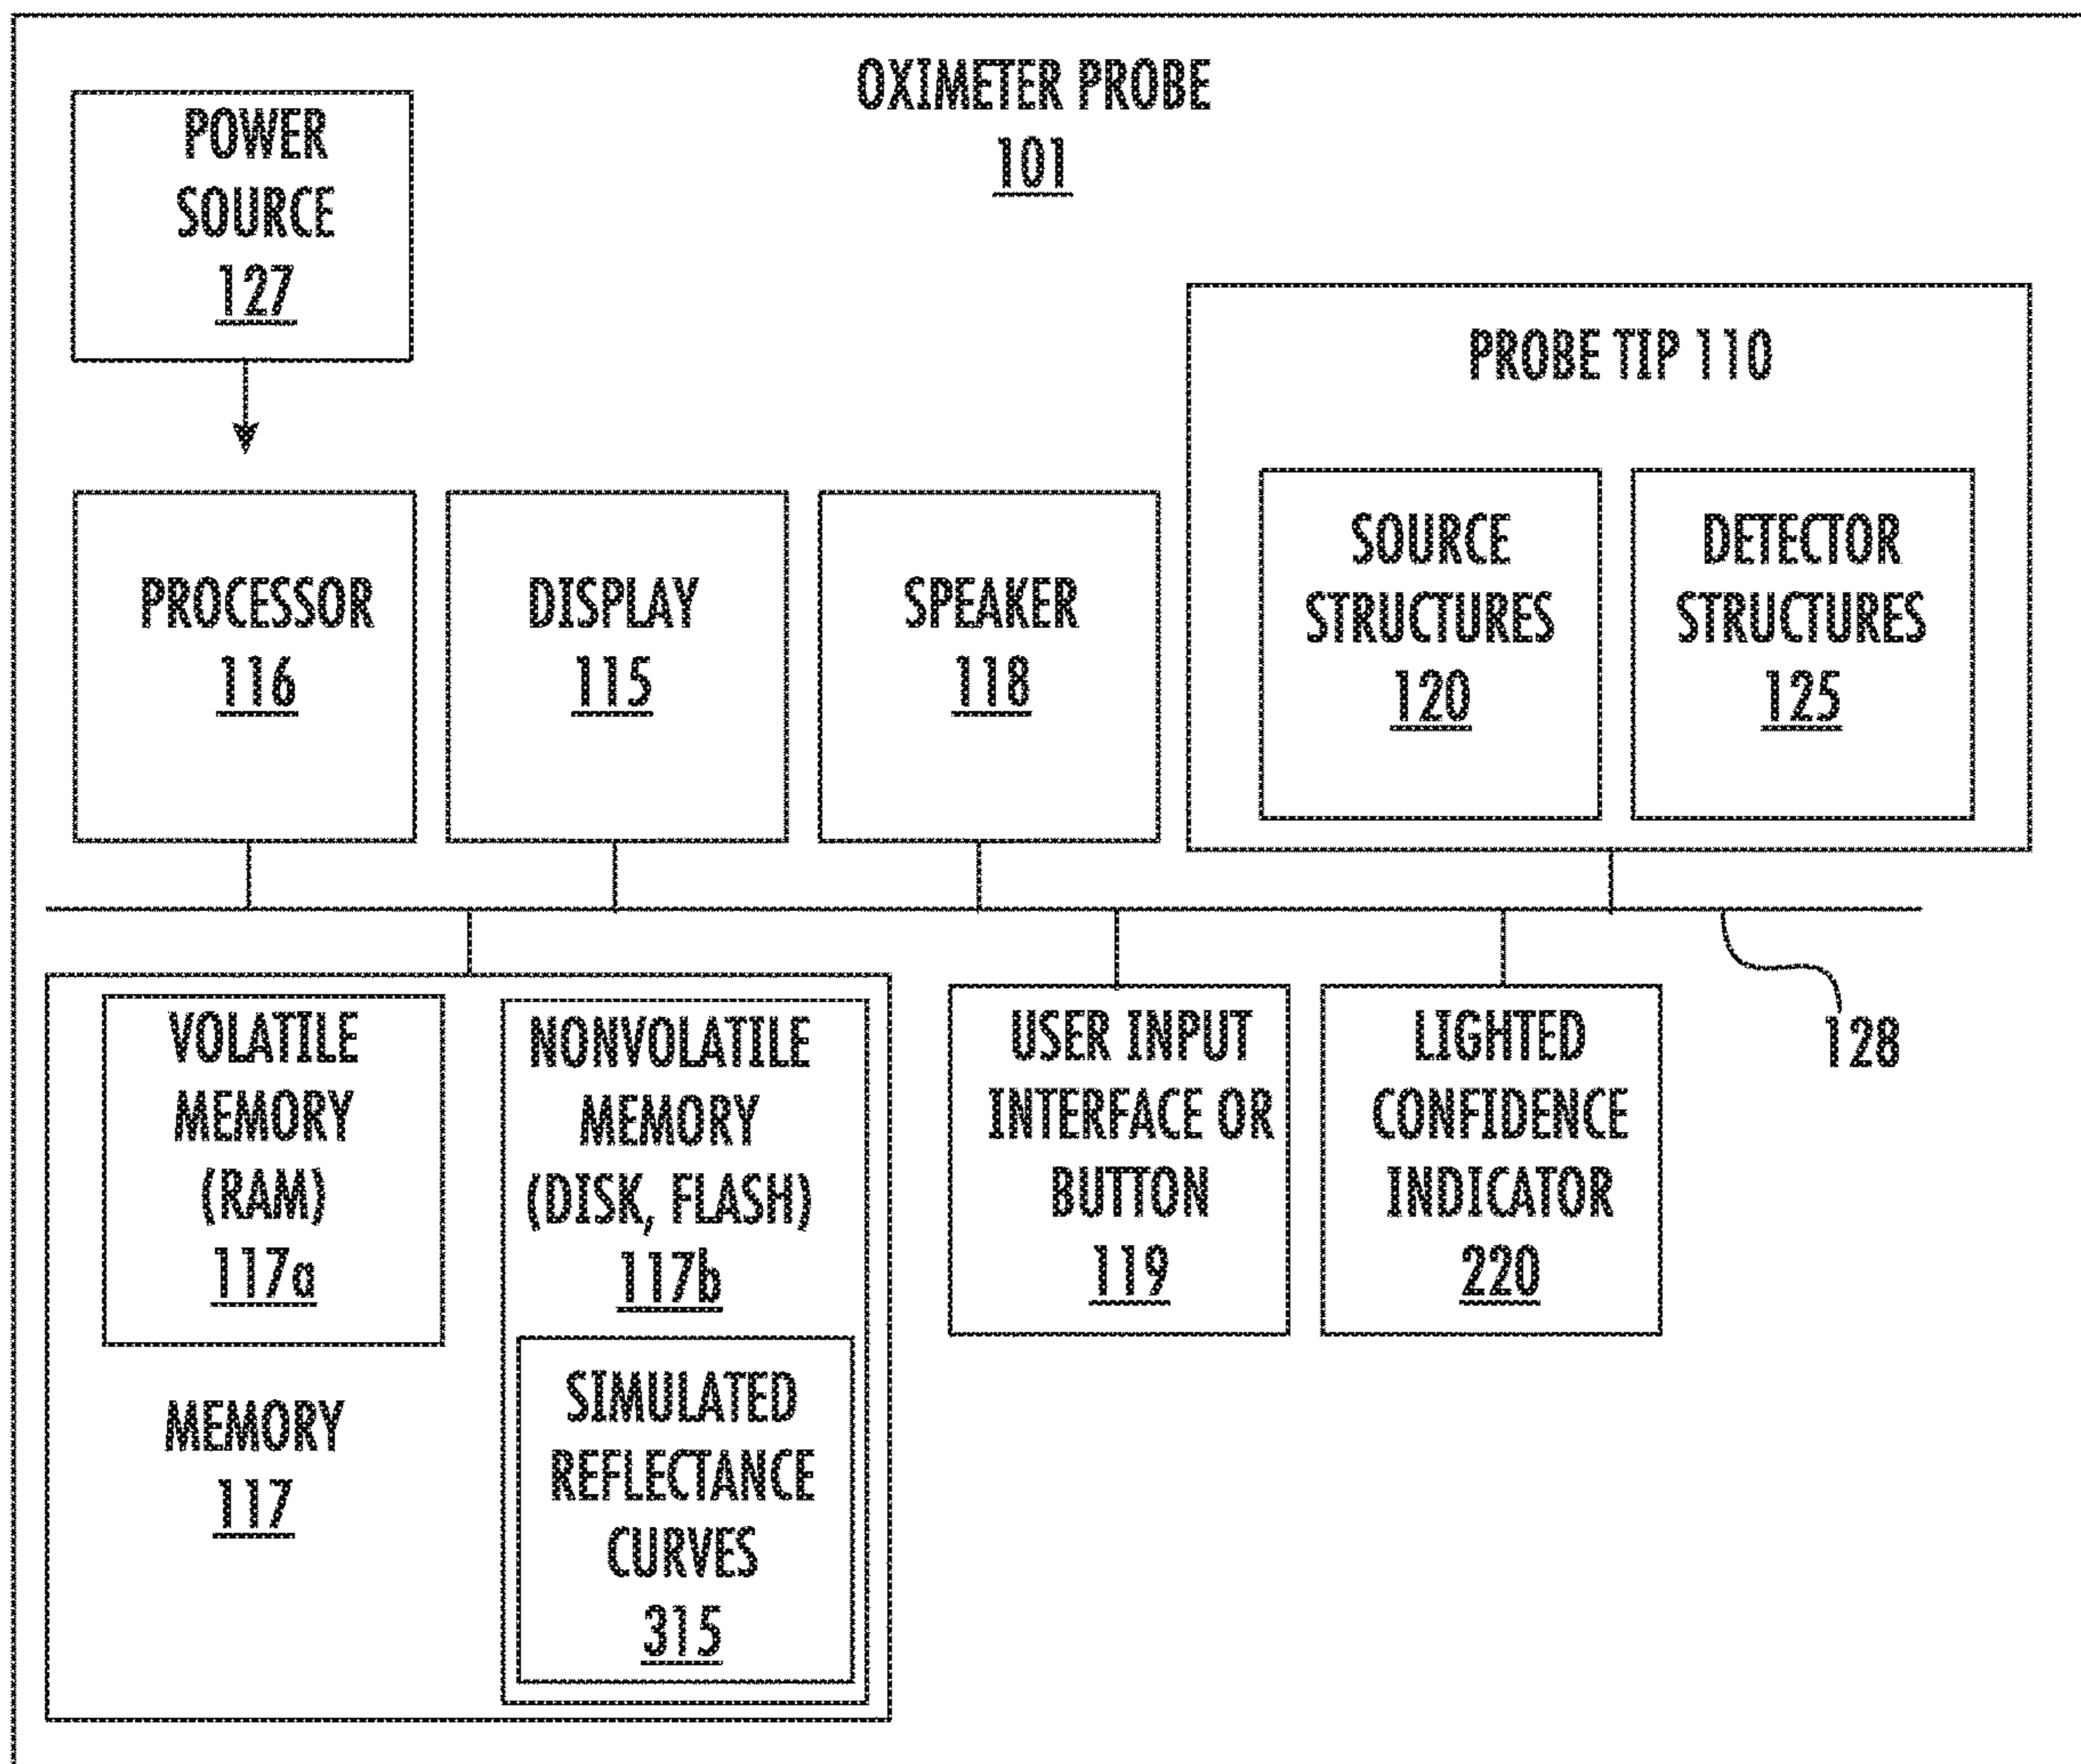 OXIMETER PROBE
101
POWER
SOURCE
127
PROBE TIP 110
PROCESSOR
116
DISPLAY
115
SPEAKER
118
SOURCE
STRUCTURES
120
DETECTOR
STRUCTURES
125
VOLATILE
MEMORY
(RAM)
117a
MEMORY
117
NONVOLATILE
MEMORY
(DISK, FLASH)
117b
SIMULATED
REFLECTANCE
CURVES
315
USER INPUT
INTERFACE OR
BUTTON
119
LIGHTED
CONFIDENCE
INDICATOR
220
128